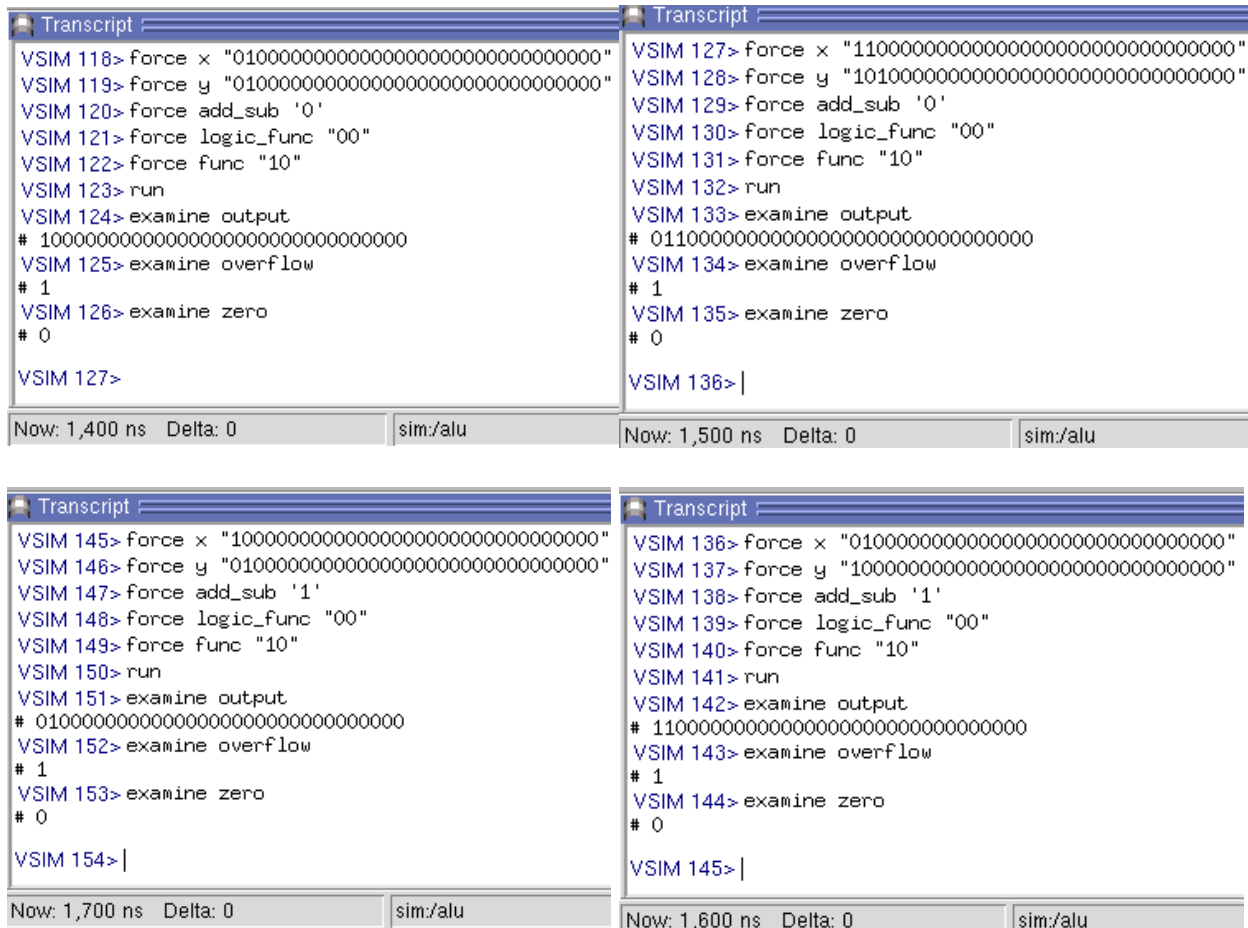 Transcript
VSIM 118> force x "01000000000000000000000000000000"
VSIM 119> force y "01000000000000000000000000000000"
VSIM 120> force add_sub '0'
VSIM 121> force logic_func "00"
VSIM 122> force func "10"
VSIM 123> run
VSIM 124> examine output
# 10000000000000000000000000000000
VSIM 125> examine overflow
# 1
VSIM 126> examine zero
# 0
VSIM 127>
Now: 1,400 ns Delta: 0 sim:/alu
Transcript
VSIM 127> force x "11000000000000000000000000000000"
VSIM 128> force y "10100000000000000000000000000000"
VSIM 129> force add_sub '0'
VSIM 130> force logic_func "00"
VSIM 131> force func "10"
VSIM 132> run
VSIM 133> examine output
# 01100000000000000000000000000000
VSIM 134> examine overflow
# 1
VSIM 135> examine zero
# 0
VSIM 136>
Now: 1,500 ns Delta: 0 sim:/alu
Transcript
VSIM 145> force x "10000000000000000000000000000000"
VSIM 146> force y "01000000000000000000000000000000"
VSIM 147> force add_sub '1'
VSIM 148> force logic_func "00"
VSIM 149> force func "10"
VSIM 150> run
VSIM 151> examine output
# 01000000000000000000000000000000
VSIM 152> examine overflow
# 1
VSIM 153> examine zero
# 0
VSIM 154>
Now: 1,700 ns Delta: 0 sim:/alu
Transcript
VSIM 136> force x "01000000000000000000000000000000"
VSIM 137> force y "10000000000000000000000000000000"
VSIM 138> force add_sub '1'
VSIM 139> force logic_func "00"
VSIM 140> force func "10"
VSIM 141> run
VSIM 142> examine output
# 11000000000000000000000000000000
VSIM 143> examine overflow
# 1
VSIM 144> examine zero
# 0
VSIM 145>
Now: 1,600 ns Delta: 0 sim:/alu